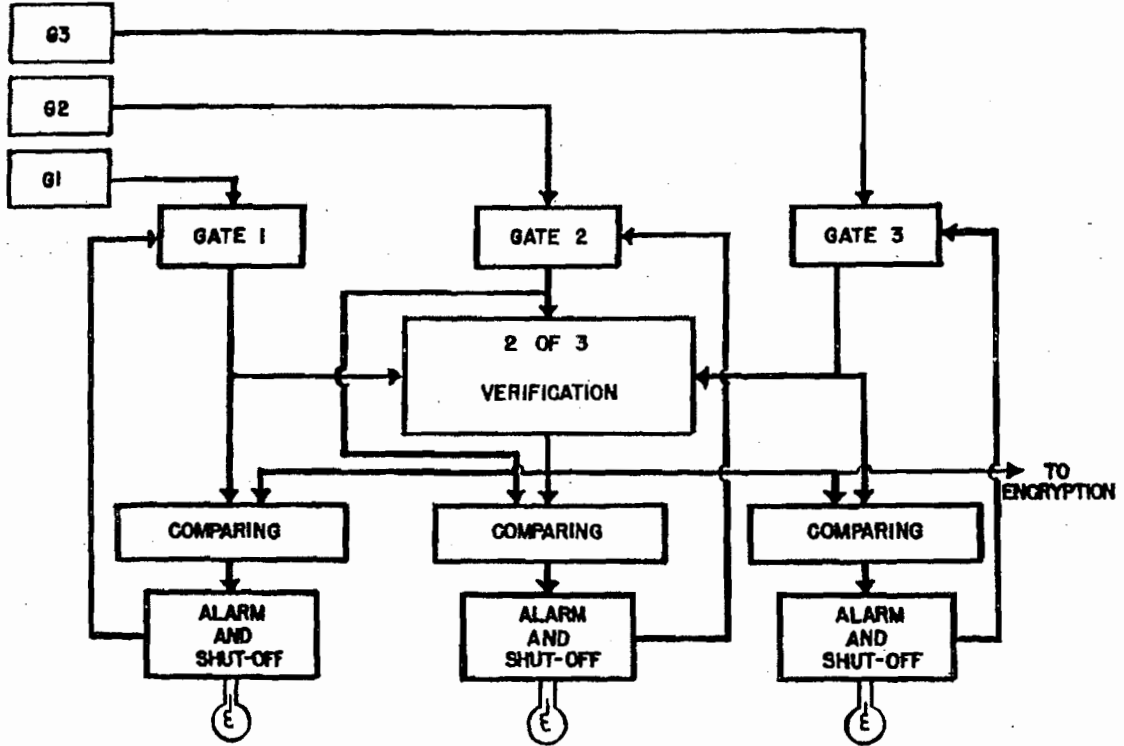 G3
G2
G1
GATE 1
GATE 2
GATE 3
2 OF 3
VERIFICATION
TO
ENCRYPTION
COMPARING
COMPARING
COMPARING
ALARM
AND
SHUT-OFF
ALARM
AND
SHUT-OFF
ALARM
AND
SHUT-OFF